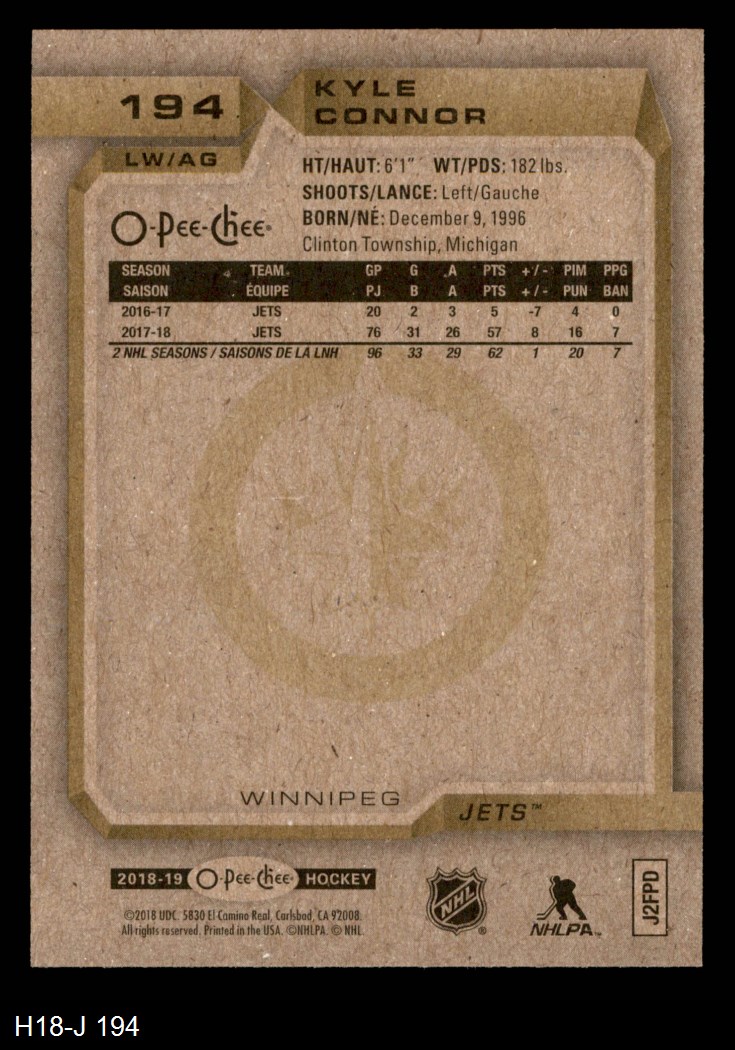 194
KYLE
CONNOR
LW/AG
HT/HAUT: 6'1" WT/PDS: 182 lbs.
SHOOTS/LANCE: Left/Gauche
BORN/NÉ: December 9, 1996
Clinton Township, Michigan
O-Pee-Chee
SEASON TEAM GP G A PTS +/- PIM PPG
SAISON ÉQUIPE PJ B A PTS +/- PUN BAN
2016-17 JETS 20 2 3 5 -7 4 0
2017-18 JETS 76 31 26 57 8 16 7
2 NHL SEASONS / SAISONS DE LA LNH 96 33 29 62 1 20 7
WINNIPEG
JETS™
2018-19 O-Pee-Chee HOCKEY
©2018 UDC. 5830 El Camino Real, Carlsbad, CA 92008.
All rights reserved. Printed in the USA. ©NHLPA. © NHL.
NHL®
NHLPA™
J2FPD
H18-J 194